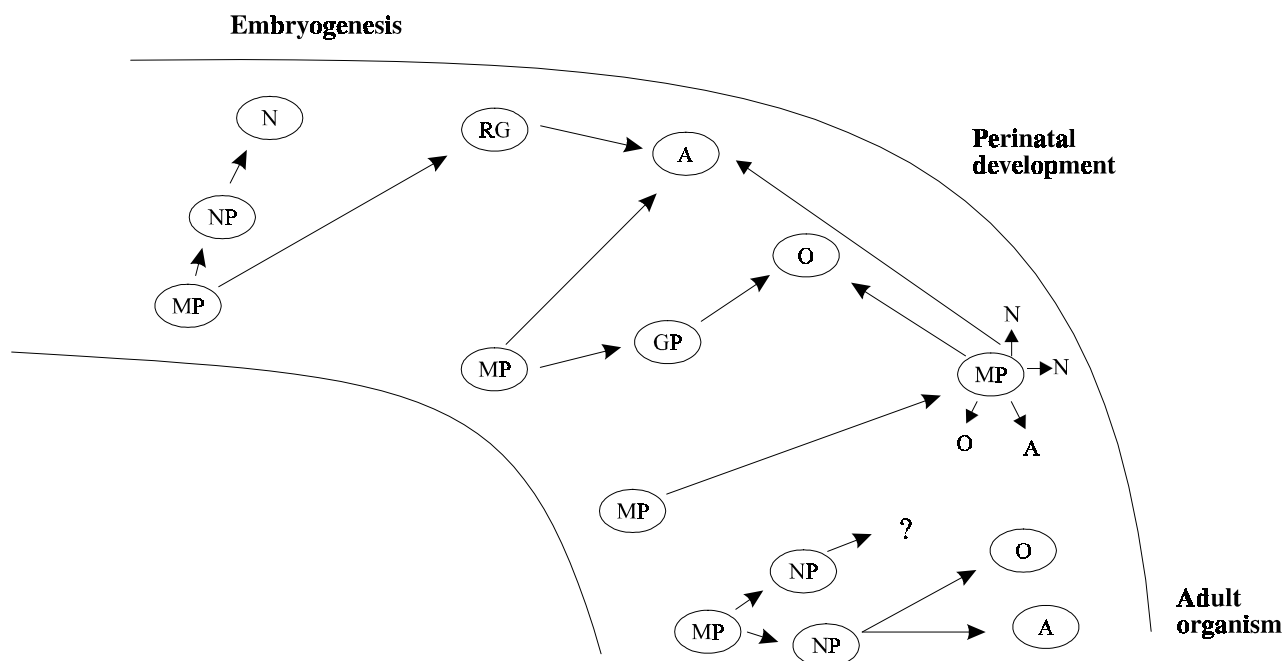 Embryogenesis
N
RG
A
Perinatal
development
NP
O
MP
N
GP
MP
MP
N
O
A
MP
?
O
NP
Adult
organism
MP
NP
A